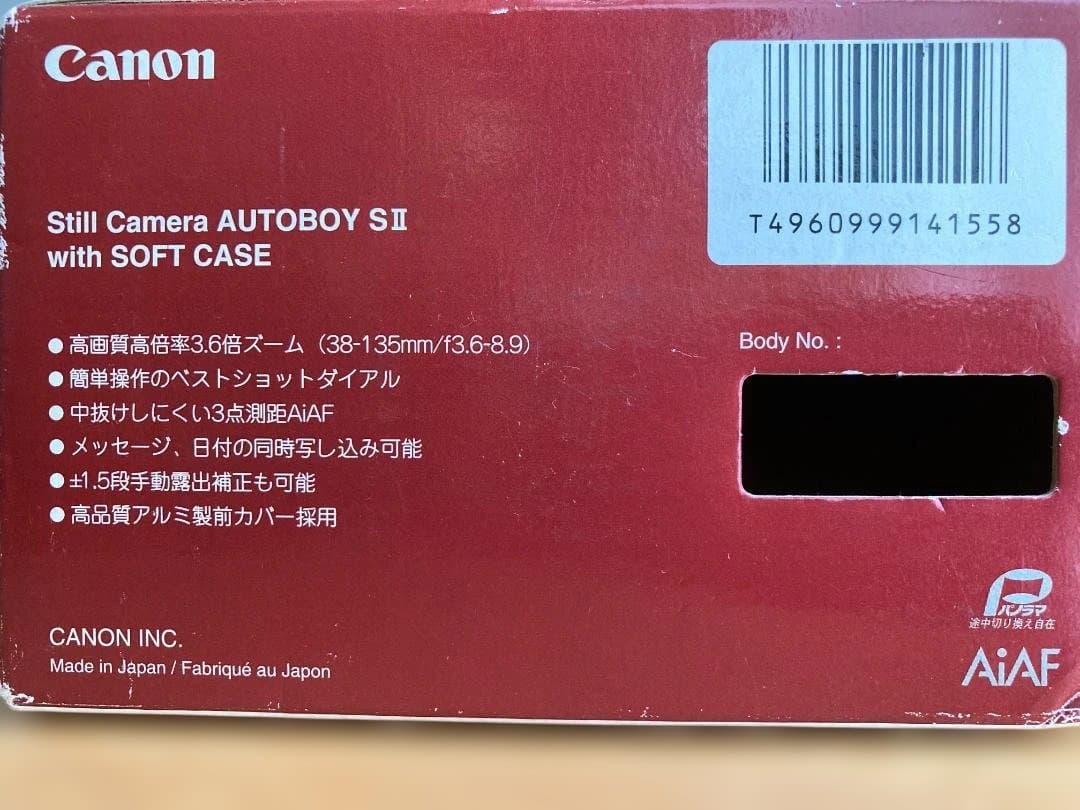 Canon
T4960999141558
Still Camera AUTOBOY SⅡ
with SOFT CASE
● 高画質高倍率3.6倍ズーム（38-135mm/f3.6-8.9）
● 簡単操作のベストショットダイアル
● 中抜けしにくい3点測距AiAF
● メッセージ、日付の同時写し込み可能
● ±1.5段手動露出補正も可能
● 高品質アルミ製前カバー採用
Body No. :
P パノラマ
途中切り換え自在
AiAF
CANON INC.
Made in Japan / Fabriqué au Japon